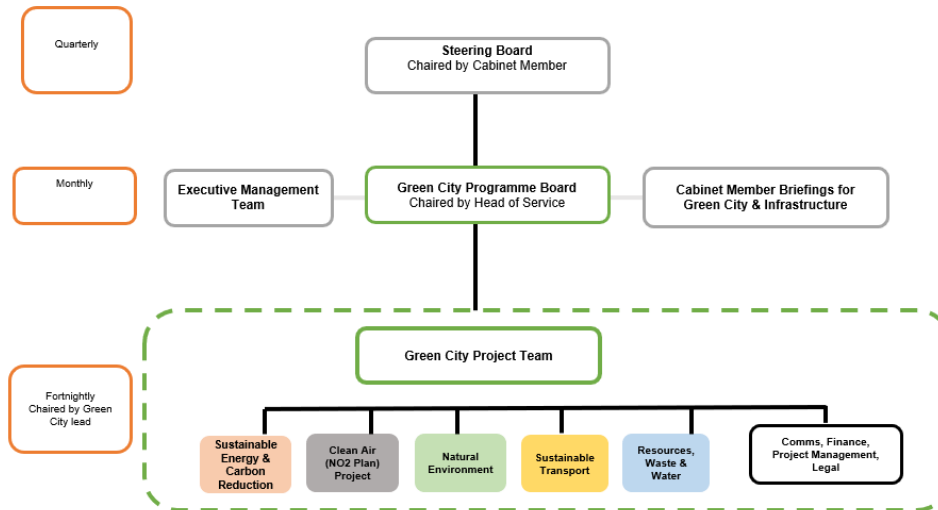 Quarterly
Steering Board
Chaired by Cabinet Member
Monthly
Executive Management
Team
Green City Programme Board
Chaired by Head of Service
Cabinet Member Briefings for
Green City & Infrastructure
Green City Project Team
Fortnightly
Chaired by Green
City lead
Sustainable
Energy &
Carbon
Reduction
Clean Air
(NO2 Plan)
Project
Natural
Environment
Sustainable
Transport
Resources,
Waste &
Water
Comms, Finance,
Project Management,
Legal